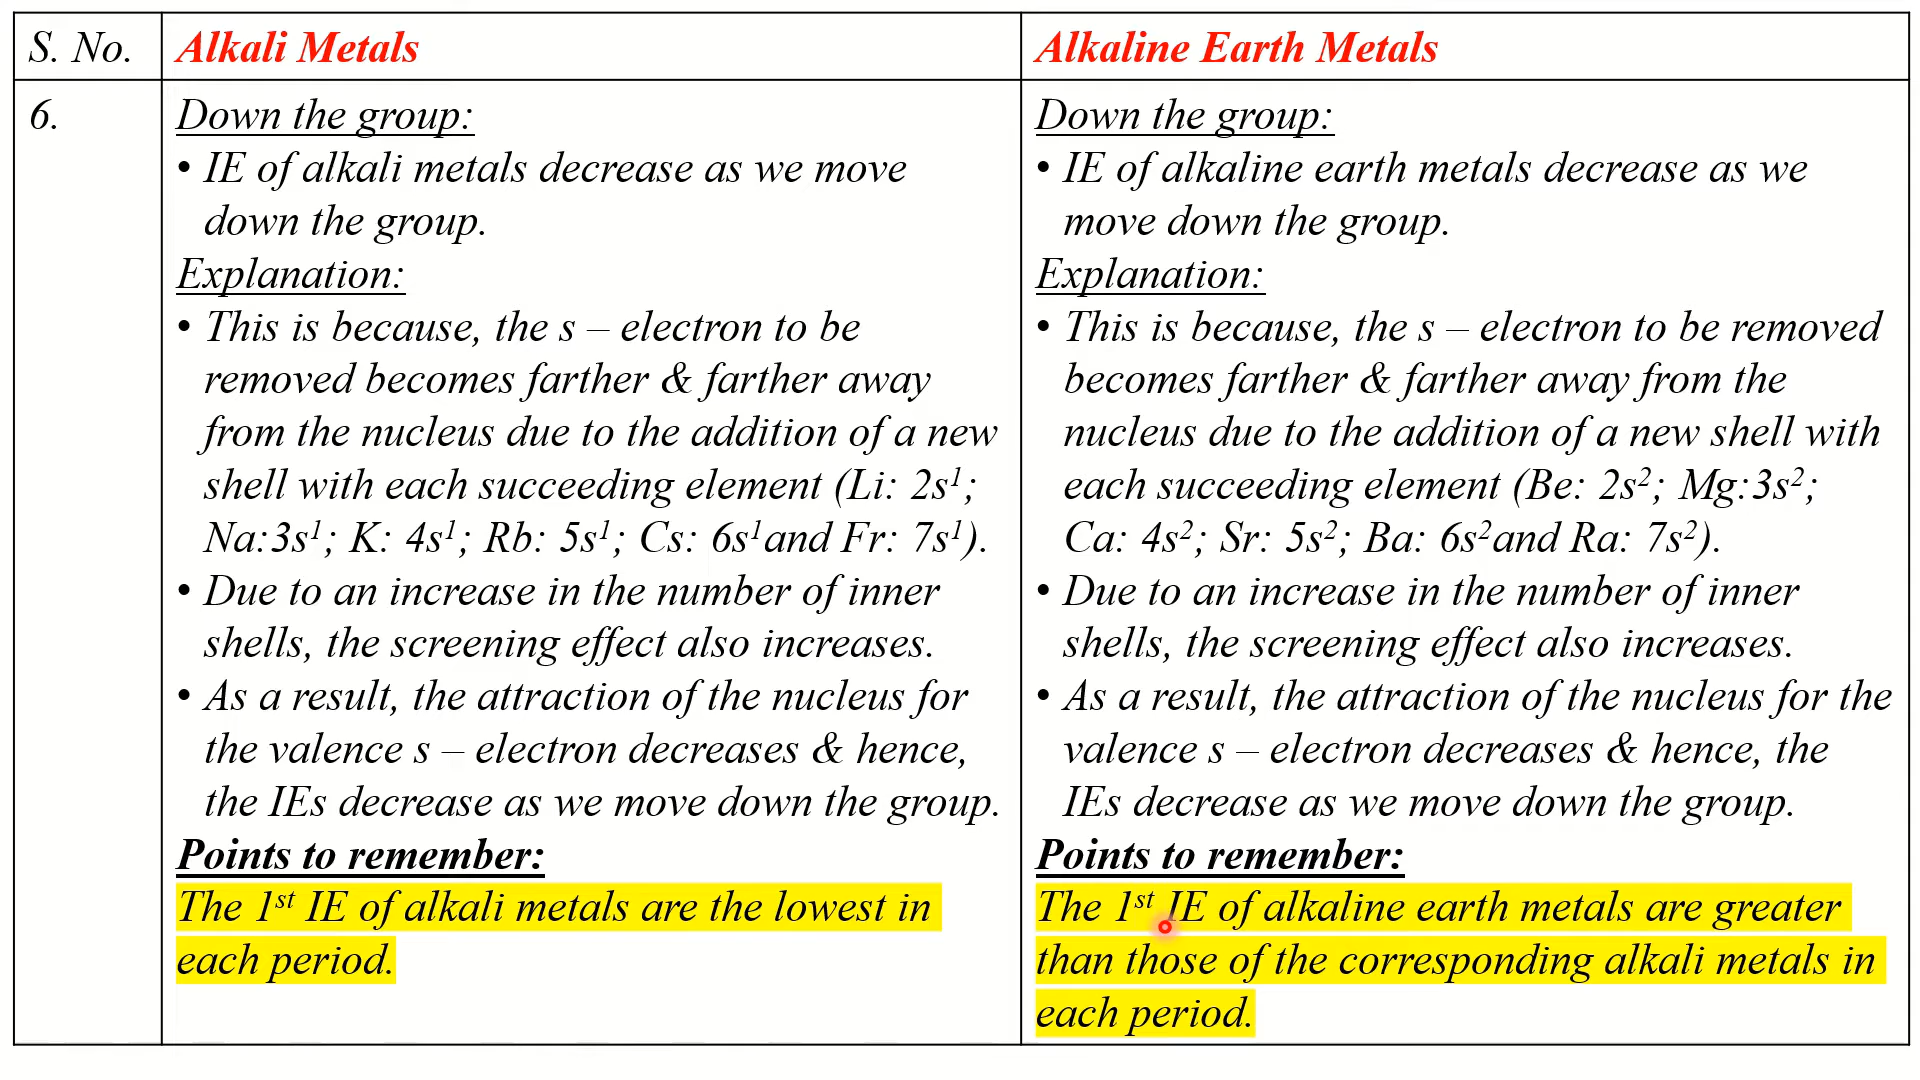 S. No.
Alkali Metals
Alkaline Earth Metals
6.
Down the group:
• IE of alkali metals decrease as we move
down the group.
Explanation:
• This is because, the s – electron to be
removed becomes farther & farther away
from the nucleus due to the addition of a new
shell with each succeeding element (Li: 2s¹;
Na:3s¹; K: 4s¹; Rb: 5s¹; Cs: 6s¹and Fr: 7s¹).
• Due to an increase in the number of inner
shells, the screening effect also increases.
• As a result, the attraction of the nucleus for
the valence s – electron decreases & hence,
the IEs decrease as we move down the group.
Points to remember:
The 1st IE of alkali metals are the lowest in
each period.
Down the group:
• IE of alkaline earth metals decrease as we
move down the group.
Explanation:
• This is because, the s – electron to be removed
becomes farther & farther away from the
nucleus due to the addition of a new shell with
each succeeding element (Be: 2s²; Mg:3s²;
Ca: 4s²; Sr: 5s²; Ba: 6s²and Ra: 7s²).
• Due to an increase in the number of inner
shells, the screening effect also increases.
• As a result, the attraction of the nucleus for the
valence s – electron decreases & hence, the
IEs decrease as we move down the group.
Points to remember:
The 1st IE of alkaline earth metals are greater
than those of the corresponding alkali metals in
each period.